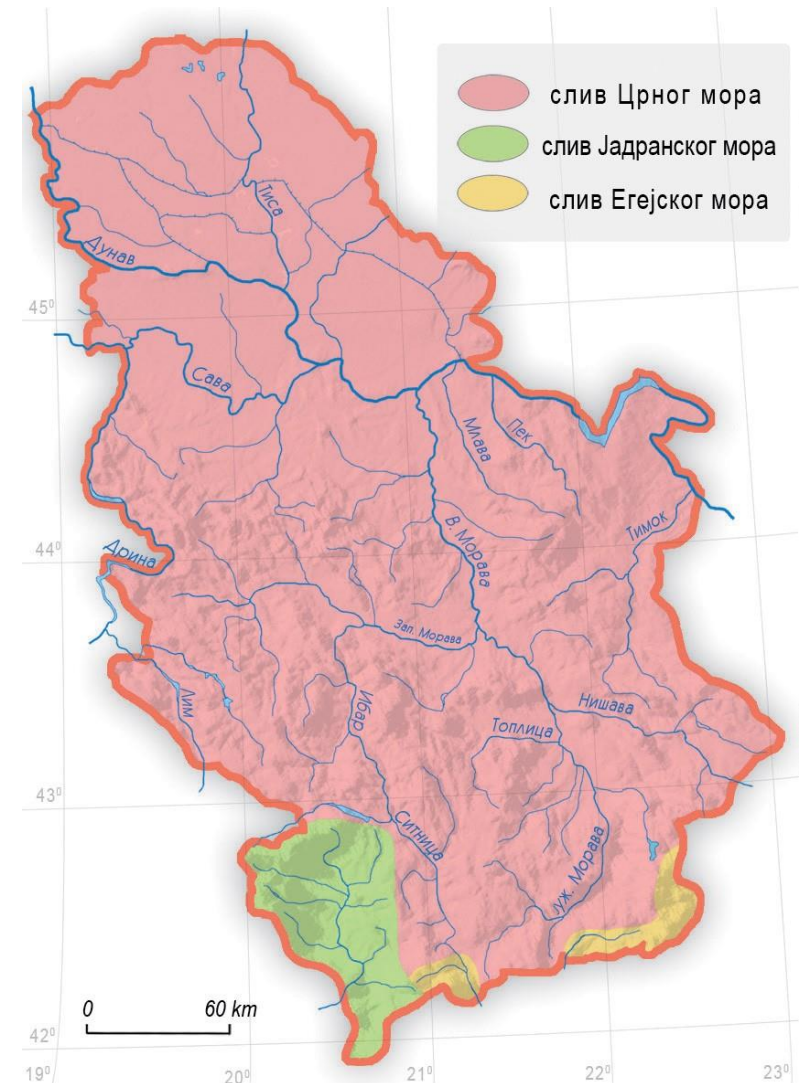 слив Црног мора
слив Јадранског мора
слив Егејског мора
Тиса
Дунав
45⁰
Сава
Млава
Пек
В. Морава
Тимок
44⁰
Дрина
Зап. Морава
Лим
Ибар
Нишава
Топлица
43⁰
Ситница
Јуж. Морава
0 60 km
42⁰
19⁰ 20⁰ 21⁰ 22⁰ 23⁰